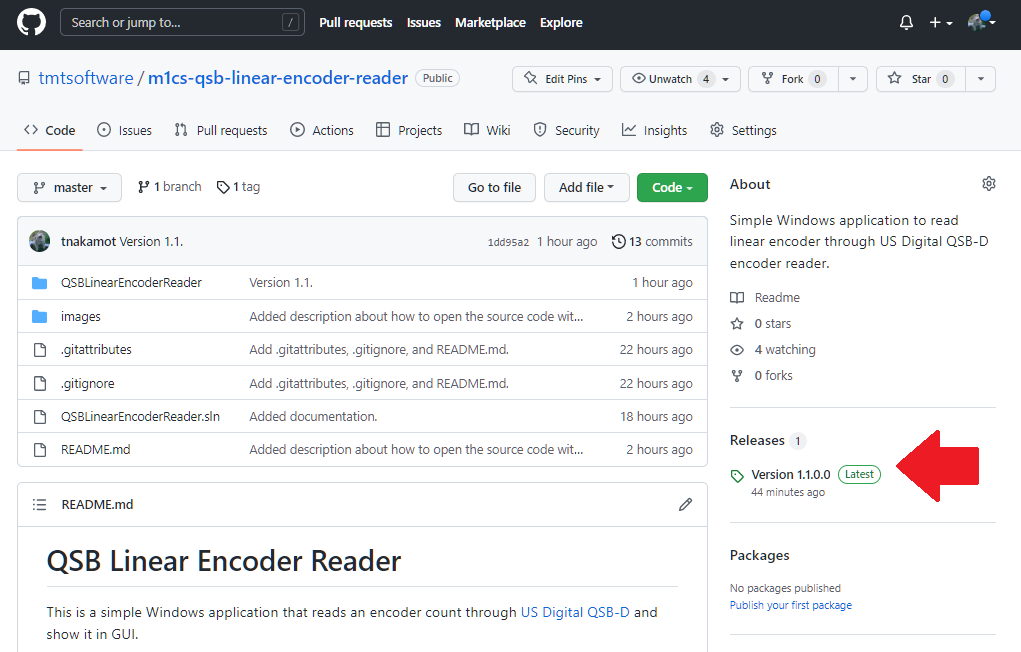 Search or jump to... /
Pull requests Issues Marketplace Explore
tmtsoftware / m1cs-qsb-linear-encoder-reader Public
Edit Pins Unwatch 4 Fork 0 Star 0
Code Issues Pull requests Actions Projects Wiki Security Insights Settings
master 1 branch 1 tag Go to file Add file Code
tnakamot Version 1.1. 1dd95a2 1 hour ago 13 commits
QSBLinearEncoderReader Version 1.1. 1 hour ago
images Added description about how to open the source code wit... 2 hours ago
.gitattributes Add .gitattributes, .gitignore, and README.md. 22 hours ago
.gitignore Add .gitattributes, .gitignore, and README.md. 22 hours ago
QSBLinearEncoderReader.sln Added documentation. 18 hours ago
README.md Added description about how to open the source code wit... 2 hours ago
README.md
QSB Linear Encoder Reader
This is a simple Windows application that reads an encoder count through US Digital QSB-D and
show it in GUI.
About
Simple Windows application to read
linear encoder through US Digital QSB-D
encoder reader.
Readme
0 stars
4 watching
0 forks
Releases 1
Version 1.1.0.0 Latest
44 minutes ago
Packages
No packages published
Publish your first package